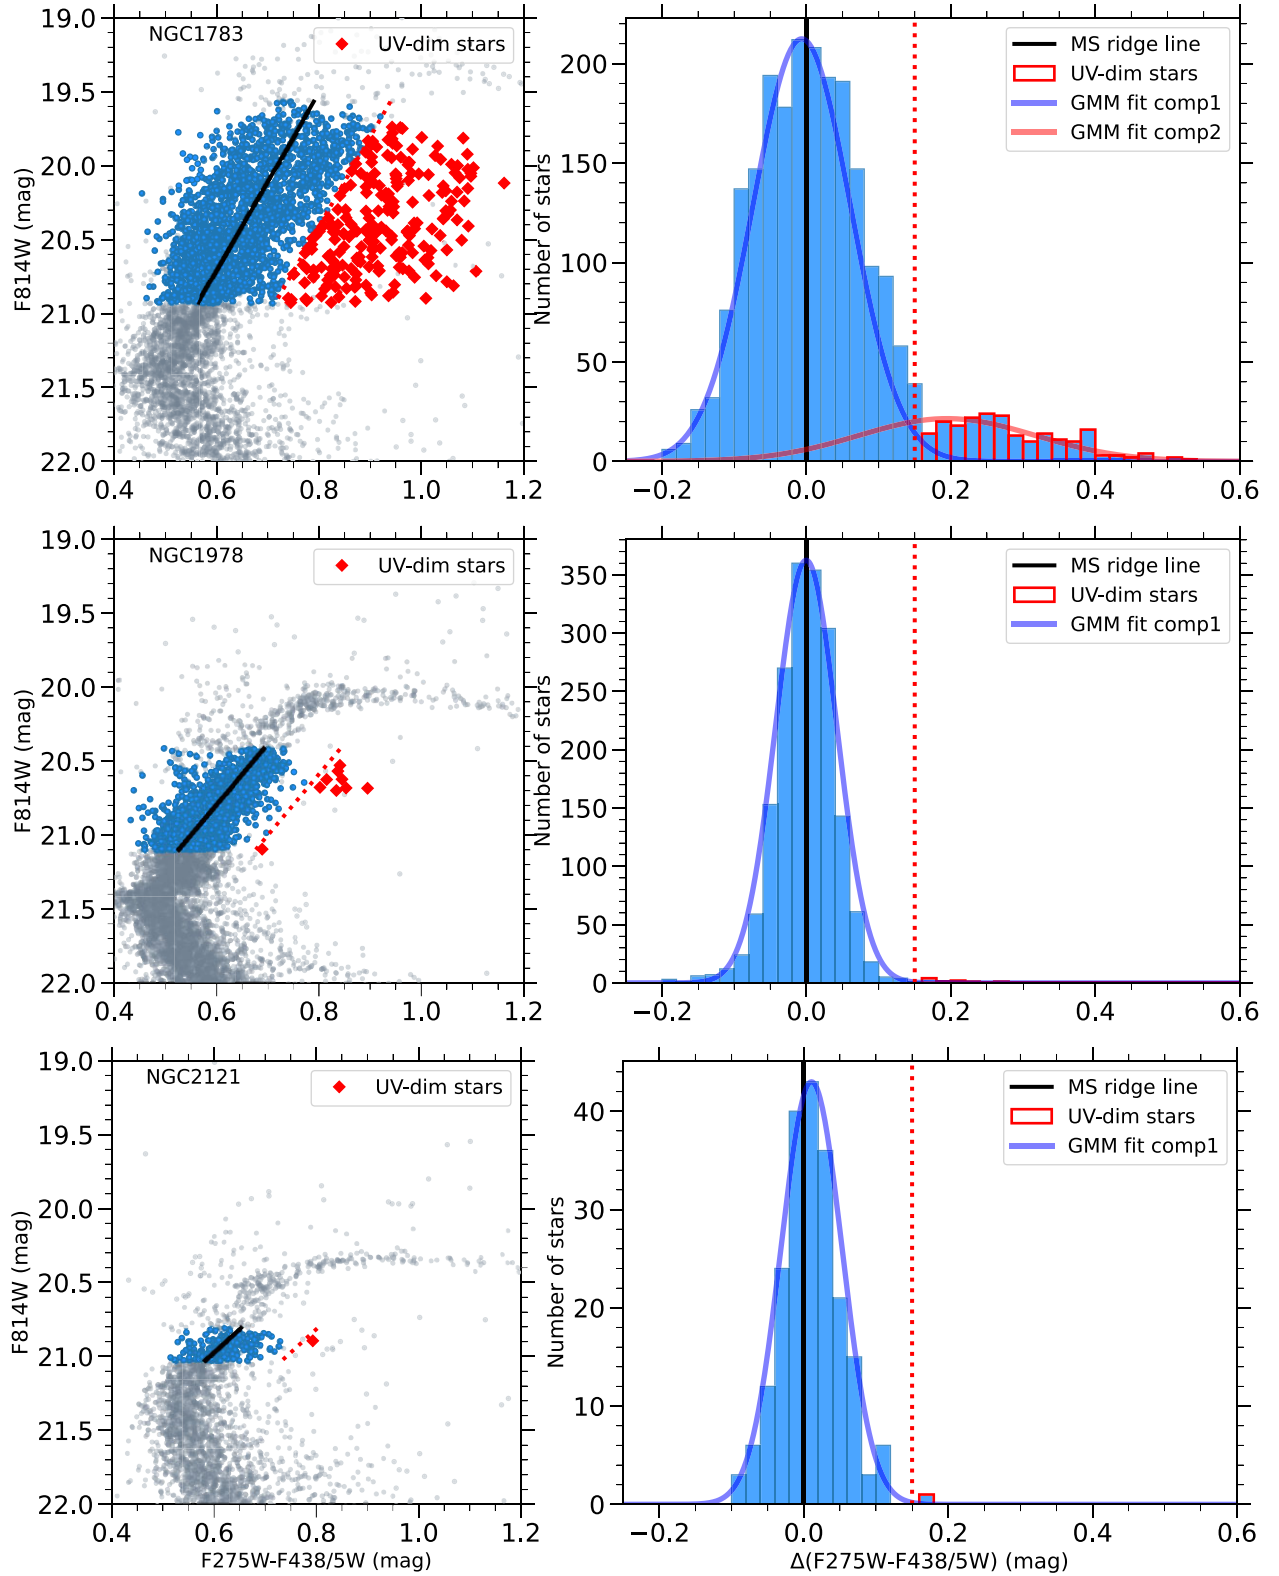 NGC1783
UV-dim stars
19.0
19.5
20.0
20.5
21.0
21.5
22.0
F814W (mag)
0.4 0.6 0.8 1.0 1.2
MS ridge line
UV-dim stars
GMM fit comp1
GMM fit comp2
200
150
100
50
0
Number of stars
−0.2 0.0 0.2 0.4 0.6
NGC1978
UV-dim stars
19.0
19.5
20.0
20.5
21.0
21.5
22.0
F814W (mag)
0.4 0.6 0.8 1.0 1.2
MS ridge line
UV-dim stars
GMM fit comp1
350
300
250
200
150
100
50
0
Number of stars
−0.2 0.0 0.2 0.4 0.6
NGC2121
UV-dim stars
19.0
19.5
20.0
20.5
21.0
21.5
22.0
F814W (mag)
0.4 0.6 0.8 1.0 1.2
F275W-F438/5W (mag)
MS ridge line
UV-dim stars
GMM fit comp1
40
30
20
10
0
Number of stars
−0.2 0.0 0.2 0.4 0.6
Δ(F275W-F438/5W) (mag)